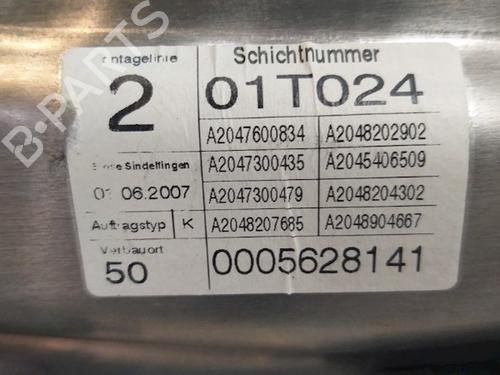 ntagelinie Schichtnummer
2 01T024
A2047600834 A2048202902
Sindelfingen A2047300435 A2045406509
06.2007 A2047300479 A2048204302
Auftragstyp K A2048207685 A2048904667
Verbauort
50 0005628141
B-PARTS